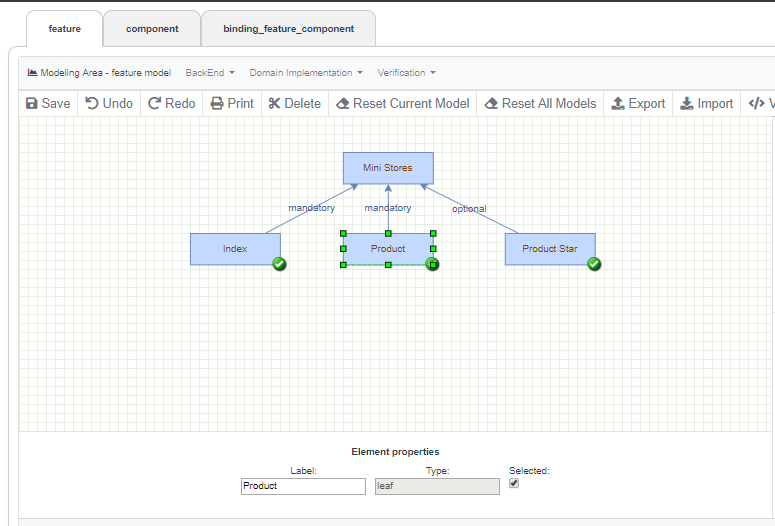 feature component binding_feature_component
Modeling Area - feature model BackEnd Domain Implementation Verification
Save Undo Redo Print Delete Reset Current Model Reset All Models Export Import </> V
Mini Stores
mandatory mandatory optional
Index Product Product Star
Element properties
Label: Type: Selected:
Product leaf